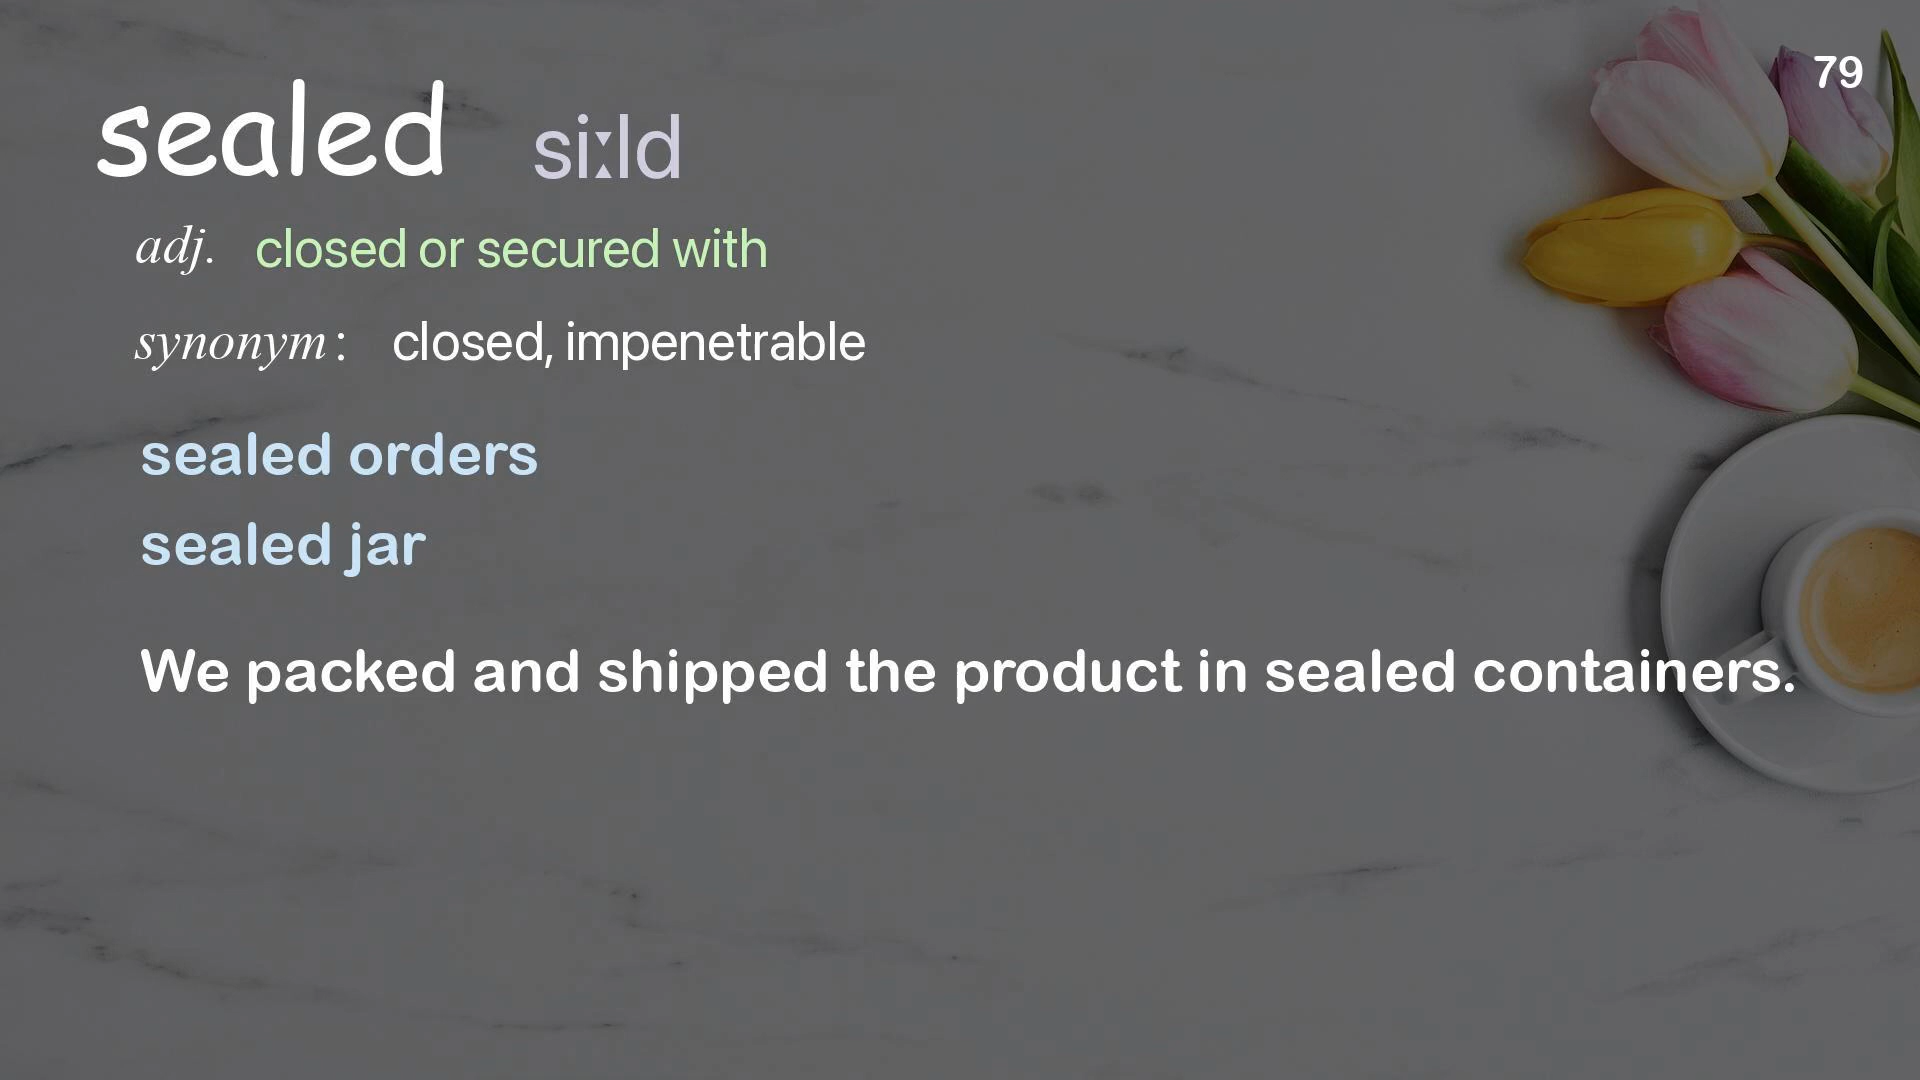 79
sealed siːld
adj. closed or secured with
synonym : closed, impenetrable
sealed orders
sealed jar
We packed and shipped the product in sealed containers.